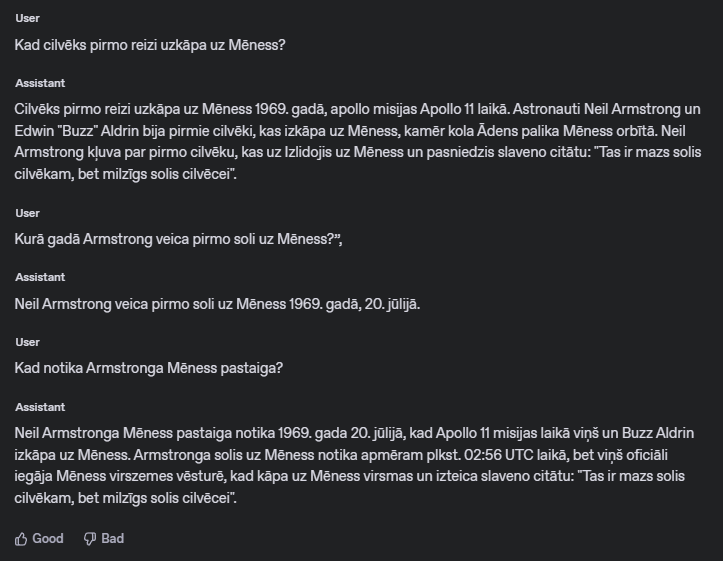 User
Kad cilvēks pirmo reizi uzkāpa uz Mēness?
Assistant
Cilvēks pirmo reizi uzkāpa uz Mēness 1969. gadā, apollo misijas Apollo 11 laikā. Astronauti Neil Armstrong un
Edwin "Buzz" Aldrin bija pirmie cilvēki, kas izkāpa uz Mēness, kamēr kola Ādens palika Mēness orbītā. Neil
Armstrong kļuva par pirmo cilvēku, kas uz Izlidojis uz Mēness un pasniedzis slaveno citātu: "Tas ir mazs solis
cilvēkam, bet milzīgs solis cilvēcei".
User
Kurā gadā Armstrong veica pirmo soli uz Mēness?”,
Assistant
Neil Armstrong veica pirmo soli uz Mēness 1969. gadā, 20. jūlijā.
User
Kad notika Armstronga Mēness pastaiga?
Assistant
Neil Armstronga Mēness pastaiga notika 1969. gada 20. jūlijā, kad Apollo 11 misijas laikā viņš un Buzz Aldrin
izkāpa uz Mēness. Armstronga solis uz Mēness notika apmēram plkst. 02:56 UTC laikā, bet viņš oficiāli
iegāja Mēness virszemes vēsturē, kad kāpa uz Mēness virsmas un izteica slaveno citātu: "Tas ir mazs solis
cilvēkam, bet milzīgs solis cilvēcei".
Good Bad